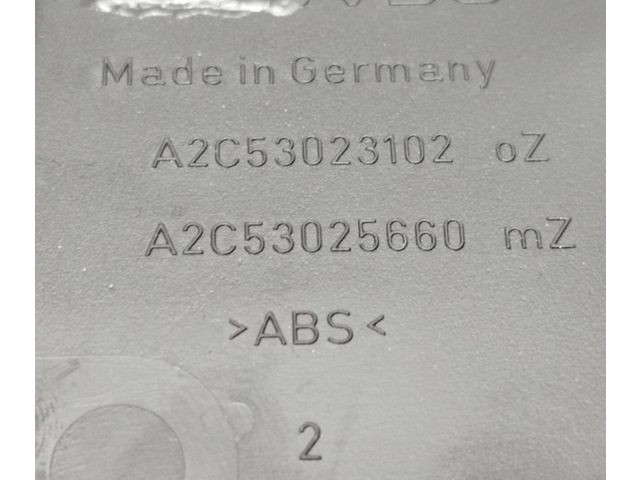 Made in Germany
A2C53023102 oZ
A2C53025660 mZ
>ABS<
2